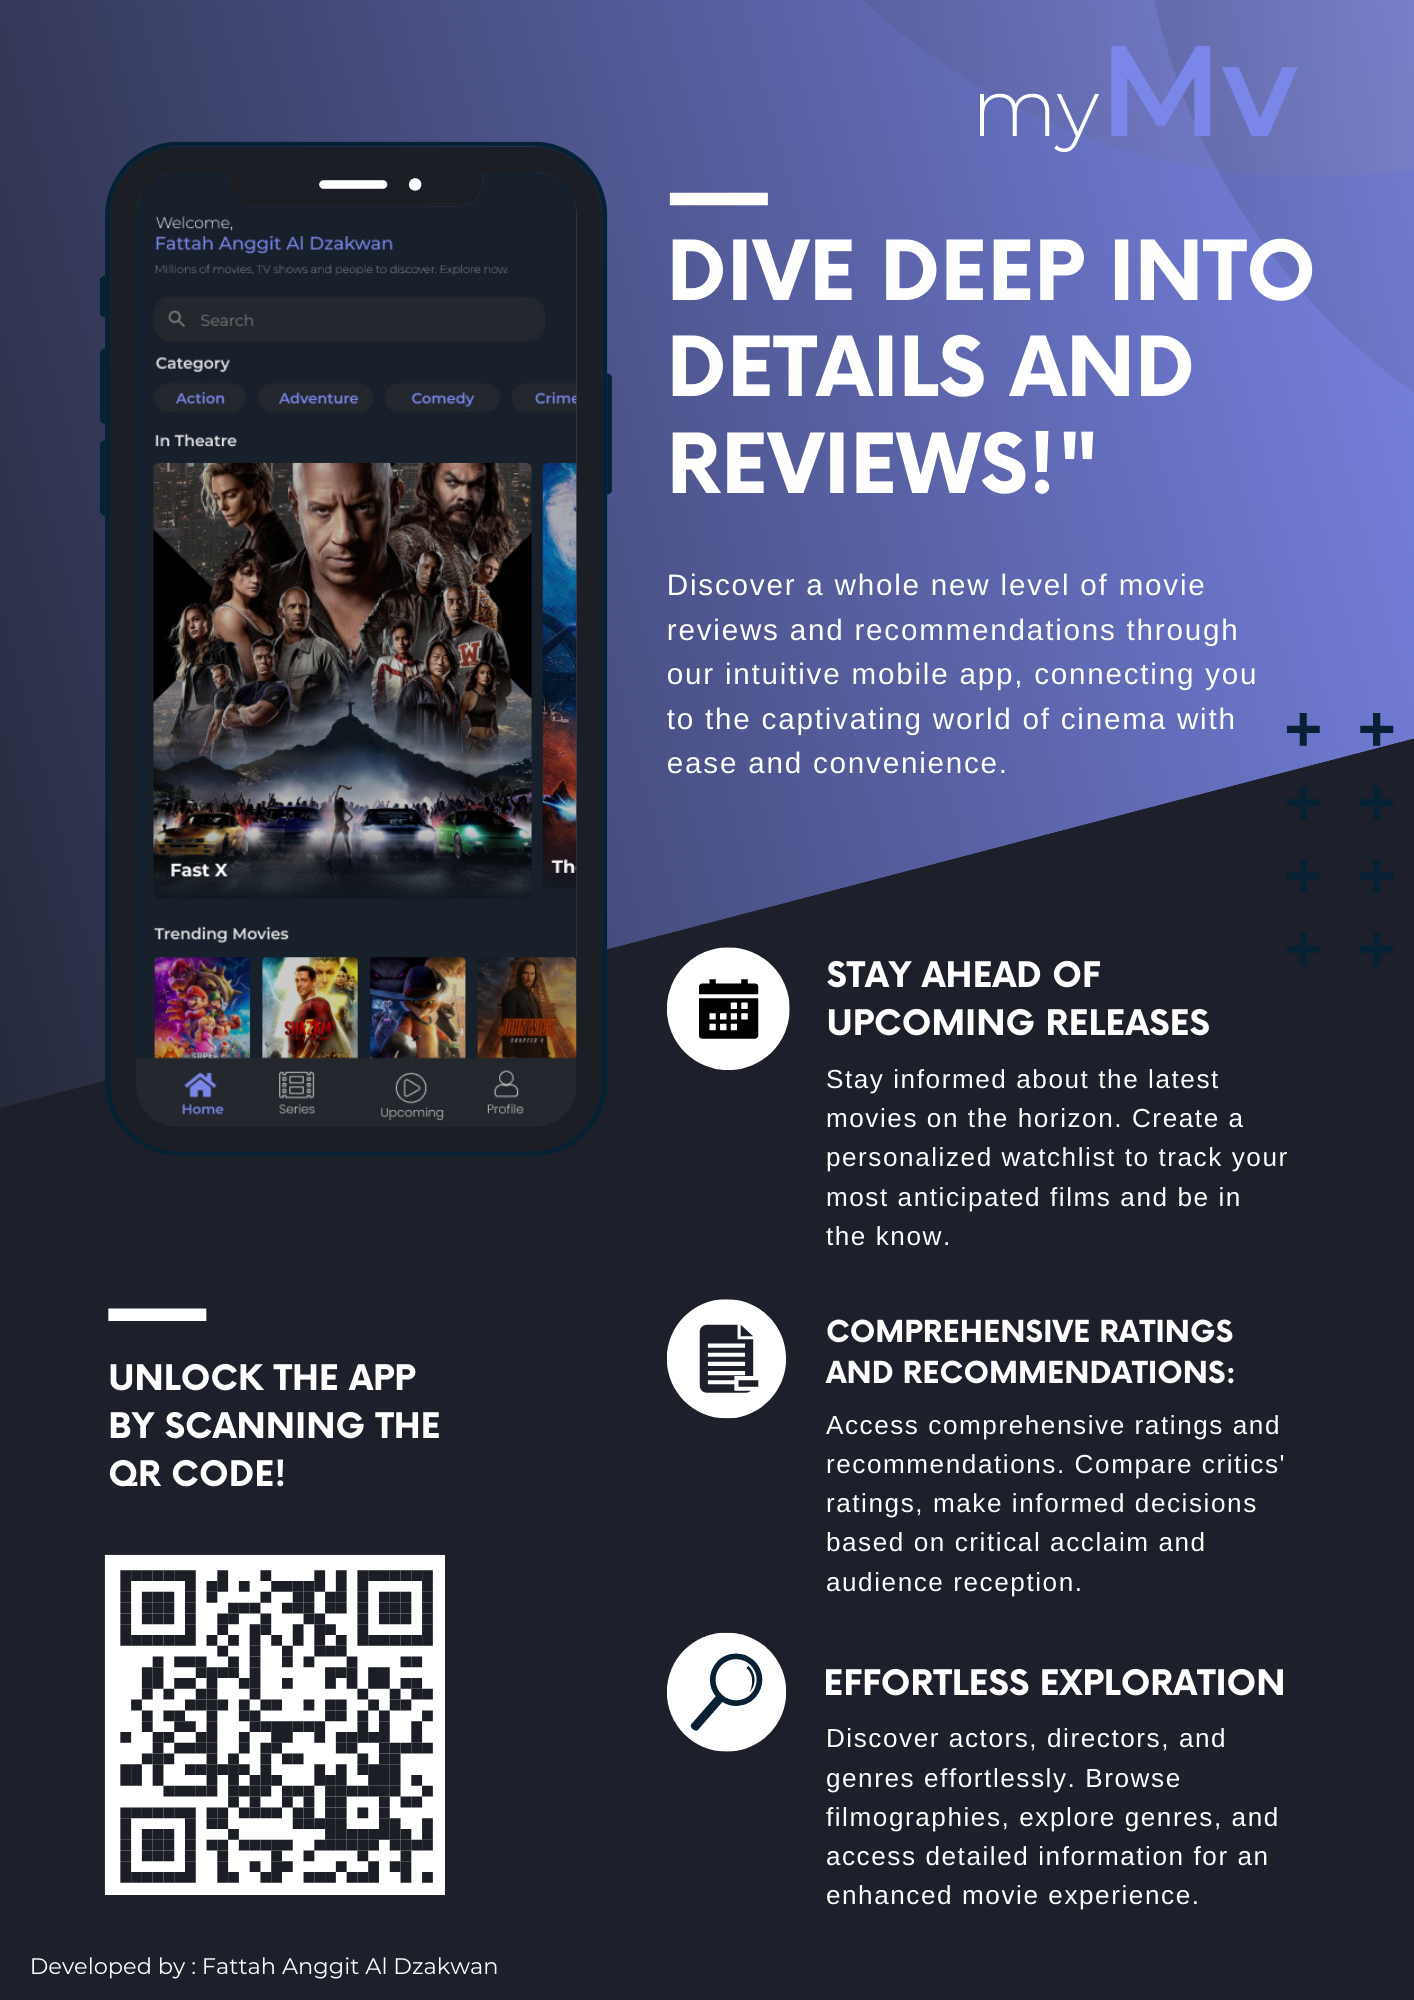 myMv
Welcome,
Fattah Anggit Al Dzakwan
Millions of movies, TV shows and people to discover. Explore now.
Search
Category
Action Adventure Comedy Crime
In Theatre
W
Fast X
Th
Trending Movies
SUPER
SHAZAM
JOHN WICK
CHAPTER 4
Home Series Upcoming Profile
DIVE DEEP INTO
DETAILS AND
REVIEWS!"
Discover a whole new level of movie
reviews and recommendations through
our intuitive mobile app, connecting you
to the captivating world of cinema with
ease and convenience.
STAY AHEAD OF
UPCOMING RELEASES
Stay informed about the latest
movies on the horizon. Create a
personalized watchlist to track your
most anticipated films and be in
the know.
COMPREHENSIVE RATINGS
AND RECOMMENDATIONS:
Access comprehensive ratings and
recommendations. Compare critics'
ratings, make informed decisions
based on critical acclaim and
audience reception.
EFFORTLESS EXPLORATION
Discover actors, directors, and
genres effortlessly. Browse
filmographies, explore genres, and
access detailed information for an
enhanced movie experience.
UNLOCK THE APP
BY SCANNING THE
QR CODE!
Developed by : Fattah Anggit Al Dzakwan